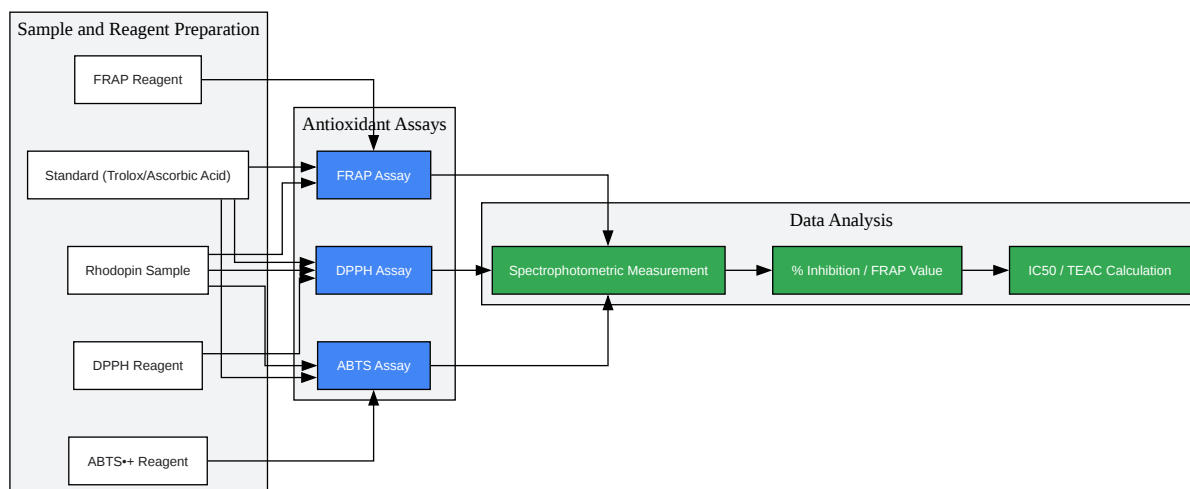 Sample and Reagent Preparation
FRAP Reagent
Standard (Trolox/Ascorbic Acid)
Rhodopin Sample
DPPH Reagent
ABTS•+ Reagent
Antioxidant Assays
FRAP Assay
DPPH Assay
ABTS Assay
Data Analysis
Spectrophotometric Measurement
% Inhibition / FRAP Value
IC50 / TEAC Calculation